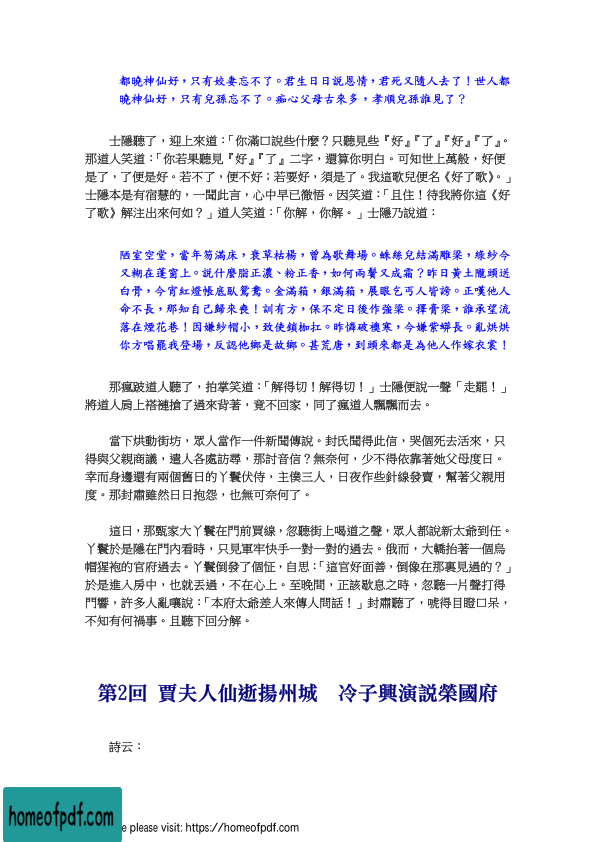 都曉神仙好，只有姣妻忘不了。君生日日說恩情，君死又隨人去了！世人都
曉神仙好，只有兒孫忘不了。痴心父母古來多，孝順兒孫誰見了？
士隱聽了，迎上來道：「你滿口說些什麼？只聽見些『好』『了』『好』『了』。
那道人笑道：「你若果聽見『好』『了』二字，還算你明白。可知世上萬般，好便
是了，了便是好。若不了，便不好；若要好，須是了。我這歌兒便名《好了歌》。」
士隱本是有宿慧的，一聞此言，心中早已徹悟。因笑道：「且住！待我將你這《好
了歌》解注出來何如？」道人笑道：「你解，你解。」士隱乃說道：
陋室空堂，當年笏滿床，衰草枯楊，曾為歌舞場。蛛絲兒結滿雕梁，綠紗今
又糊在蓬窗上。說什麼脂正濃、粉正香，如何兩鬢又成霜？昨日黃土隴頭送
白骨，今宵紅燈帳底臥鴛鴦。金滿箱，銀滿箱，展眼乞丐人皆謗。正嘆他人
命不長，那知自己歸來喪！訓有方，保不定日後作強梁。擇膏粱，誰承望流
落在煙花巷！因嫌紗帽小，致使鎖枷扛。昨憐破襖寒，今嫌紫蟒長。亂烘烘
你方唱罷我登場，反認他鄉是故鄉。甚荒唐，到頭來都是為他人作嫁衣裳！
那瘋跛道人聽了，拍掌笑道：「解得切！解得切！」士隱便說一聲「走罷！」
將道人肩上褡褳搶了過來背著，竟不回家，同了瘋道人飄飄而去。
當下烘動街坊，眾人當作一件新聞傳說。封氏聞得此信，哭個死去活來，只
得與父親商議，遣人各處訪尋，那討音信？無奈何，少不得依靠著她父母度日。
幸而身邊還有兩個舊日的丫鬟伏侍，主僕三人，日夜作些針線發賣，幫著父親用
度。那封肅雖然日日抱怨，也無可奈何了。
這日，那甄家大丫鬟在門前買線，忽聽街上喝道之聲，眾人都說新太爺到任。
丫鬟於是隱在門內看時，只見軍牢快手一對一對的過去。俄而，大轎抬著一個烏
帽猩袍的官府過去。丫鬟倒發了個怔，自思：「這官好面善，倒像在那裏見過的？」
於是進入房中，也就丟過，不在心上。至晚間，正該歇息之時，忽聽一片聲打得
門響，許多人亂嚷說：「本府太爺差人來傳人問話！」封肅聽了，唬得目瞪口呆，
不知有何禍事。且聽下回分解。
第2回 賈夫人仙逝揚州城　冷子興演說榮國府
詩云：
homeofpdf.com
e please visit: https://homeofpdf.com